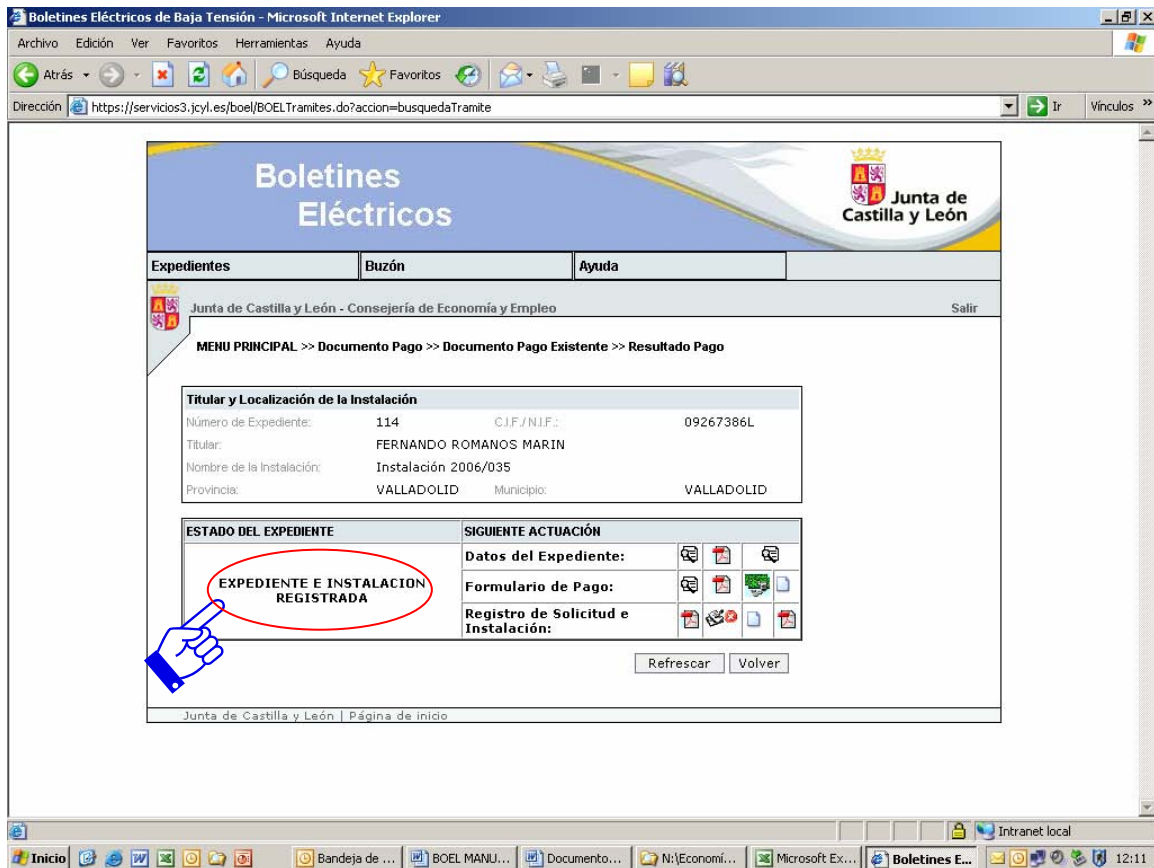 Boletines Eléctricos de Baja Tensión - Microsoft Internet Explorer
Archivo Edición Ver Favoritos Herramientas Ayuda
Atrás Búsqueda Favoritos
Dirección https://servicios3.jcyl.es/boel/BOELTramites.do?accion=busquedaTramite Ir Vínculos »
Boletines
Eléctricos
Junta de
Castilla y León
Expedientes Buzón Ayuda
Junta de Castilla y León - Consejería de Economía y Empleo Salir
MENU PRINCIPAL >> Documento Pago >> Documento Pago Existente >> Resultado Pago
Titular y Localización de la Instalación
Número de Expediente: 114 C.I.F./N.I.F.: 09267386L
Titular: FERNANDO ROMANOS MARIN
Nombre de la Instalación: Instalación 2006/035
Provincia: VALLADOLID Municipio: VALLADOLID
ESTADO DEL EXPEDIENTE SIGUIENTE ACTUACIÓN
EXPEDIENTE E INSTALACION
REGISTRADA
Datos del Expediente:
Formulario de Pago:
Registro de Solicitud e
Instalación:
Refrescar Volver
Junta de Castilla y León | Página de inicio
Intranet local
Inicio Bandeja de ... BOEL MANU... Documento... N:\Economí... Microsoft Ex... Boletines E... 12:11